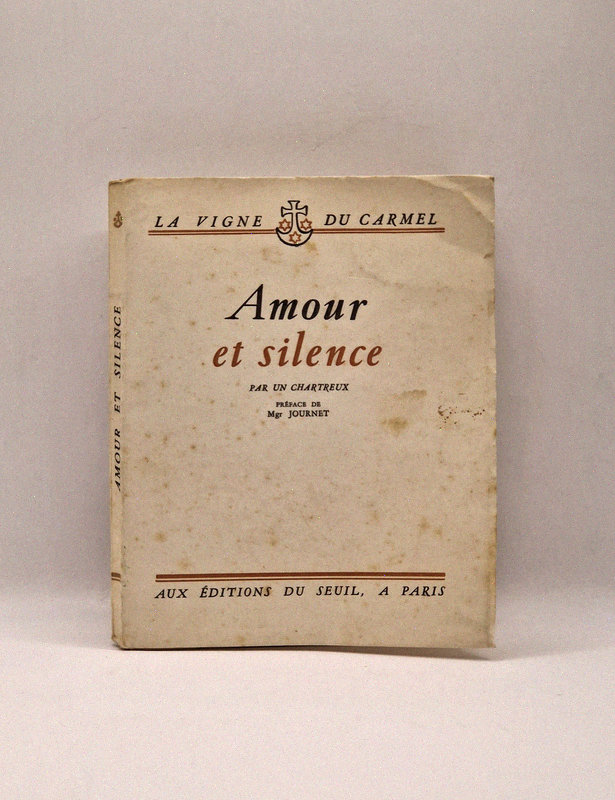 LA VIGNE DU CARMEL
Amour
et silence
PAR UN CHARTREUX
PRÉFACE DE
Mgr JOURNET
AUX ÉDITIONS DU SEUIL, A PARIS
AMOUR ET SILENCE